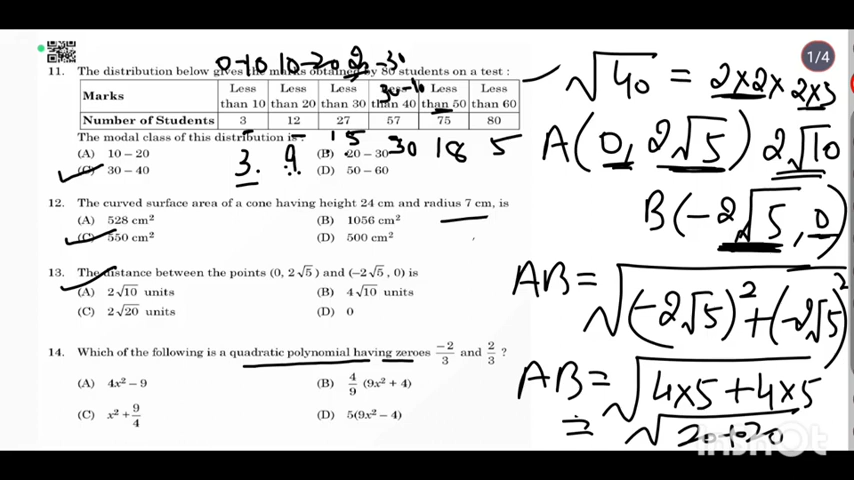 1/4
0-10 10-20 20-30
11. The distribution below gives the marks obtained by 80 students on a test :
Marks Less than 10 Less than 20 Less than 30 Less than 40 Less than 50 Less than 60
Number of Students 3 12 27 57 75 80
The modal class of this distribution is :
3. 9 15 30 18 5
(A) 10 – 20 (B) 20 – 30
(C) 30 – 40 (D) 50 – 60
12. The curved surface area of a cone having height 24 cm and radius 7 cm, is
(A) 528 cm² (B) 1056 cm²
(C) 550 cm² (D) 500 cm²
13. The distance between the points (0, 2√5) and (–2√5, 0) is
(A) 2√10 units (B) 4√10 units
(C) 2√20 units (D) 0
14. Which of the following is a quadratic polynomial having zeroes –2/3 and 2/3 ?
(A) 4x² – 9 (B) 4/9 (9x² + 4)
(C) x² + 9/4 (D) 5(9x² – 4)
√40 = 2×2×2×5
A(0, 2√5) 2√10
B(-2√5, 0)
AB = √(-2√5)² + (-2√5)²
AB = √4×5 + 4×5